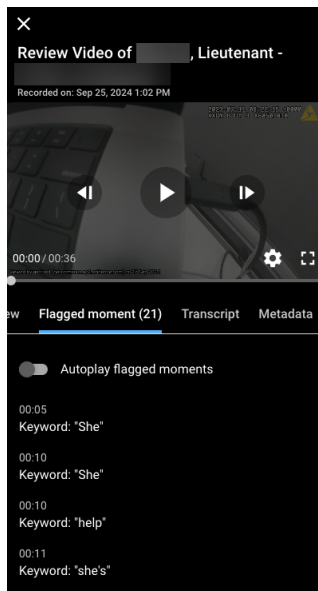 Review Video of , Lieutenant -
Recorded on: Sep 25, 2024 1:02 PM
00:00 / 00:36
ew Flagged moment (21) Transcript Metadata
Autoplay flagged moments
00:05
Keyword: "She"
00:10
Keyword: "She"
00:10
Keyword: "help"
00:11
Keyword: "she's"